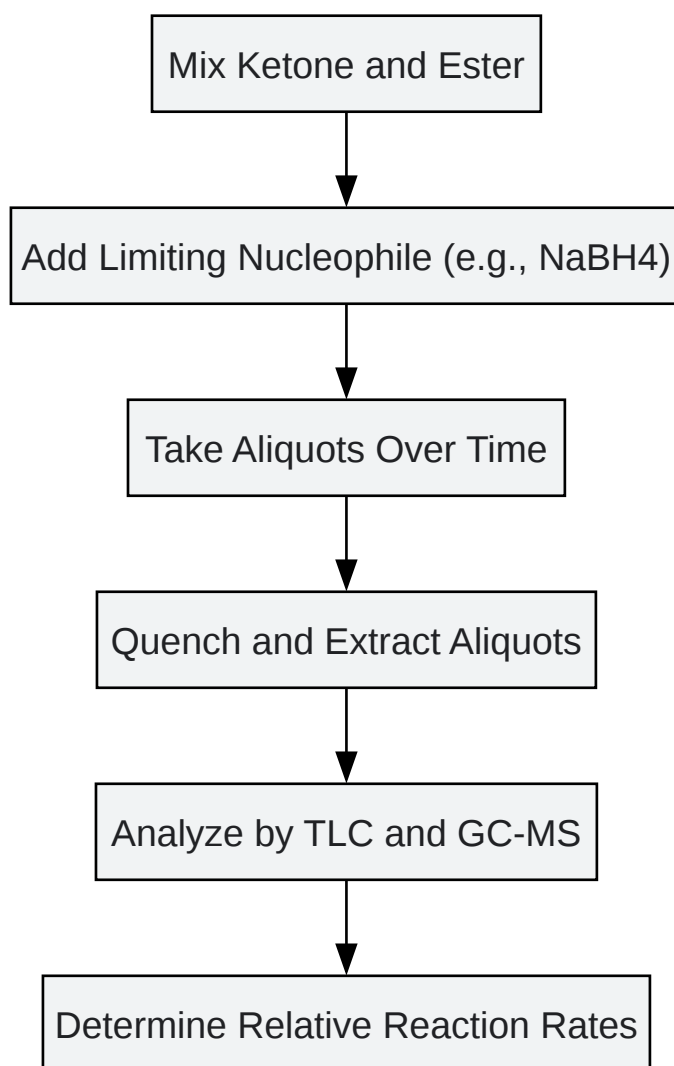 Mix Ketone and Ester
Add Limiting Nucleophile (e.g., NaBH4)
Take Aliquots Over Time
Quench and Extract Aliquots
Analyze by TLC and GC-MS
Determine Relative Reaction Rates